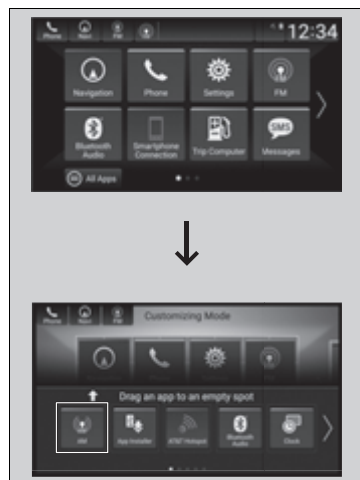 Phone Navi FM
12:34
Navigation Phone Settings FM
Bluetooth Audio Smartphone Connection Trip Computer Messages
SMS
All Apps
Phone Navi FM Customizing Mode
Drag an app to an empty spot
App Installer AT&T Hotspot Bluetooth Audio Clock